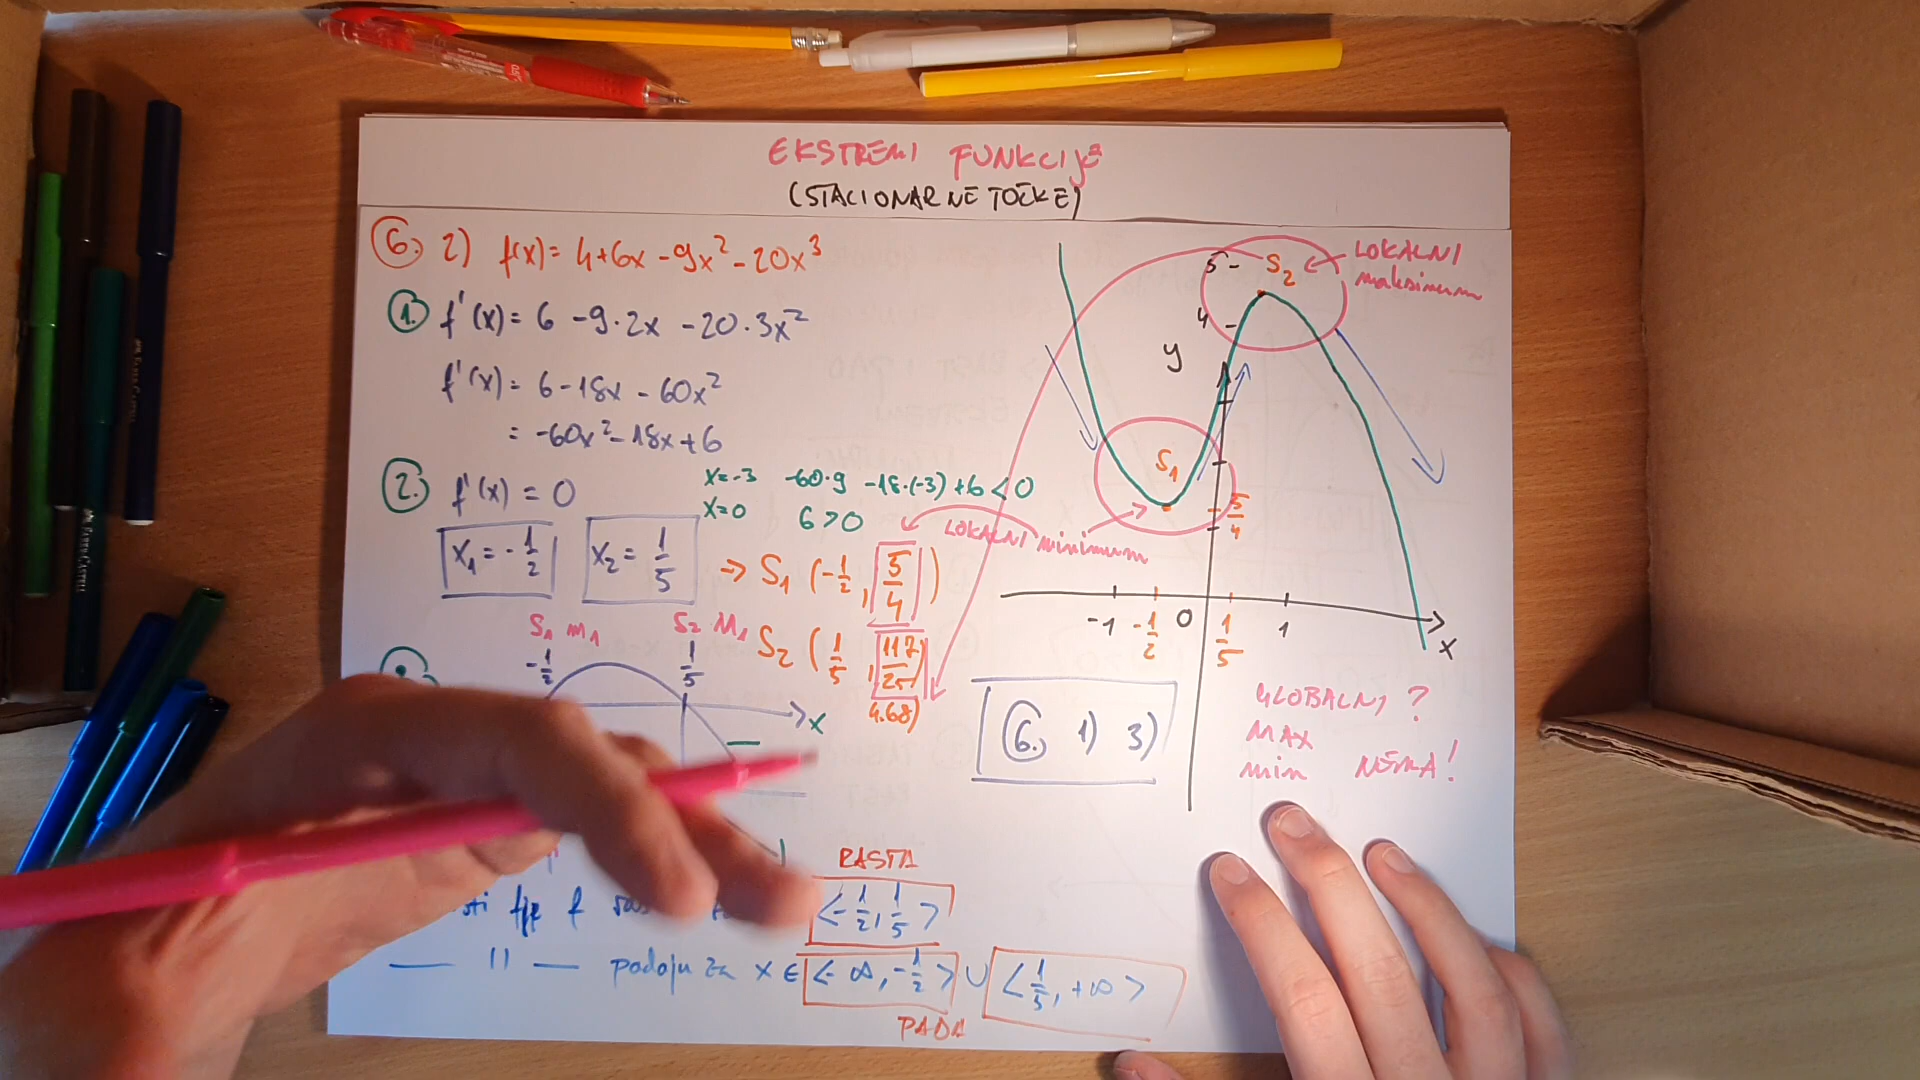 EKSTREMI FUNKCIJE
(STACIONARNE TOČKE)
6. 2) f(x) = 4+6x -9x² -20x³
1. f'(x) = 6 -9·2x -20·3x²
f'(x) = 6 -18x - 60x²
= -60x² -18x+6
2. f'(x) = 0
x=-3 -60·9 -18·(-3)+6 < 0
x=0 6>0
x₁ = -1/2 x₂ = 1/5 → S₁ (-1/2, 5/4)
S₂ (1/5, 117/25)
4.68)
S₁ m₁ S₂ M₁
-1/2 1/5
x
LOKALNI minimum
5 S₂ LOKALNI
maksimum
4
y
S₁
5/4
-1 -1/2 0 1/5 1 x
6. 1) 3)
GLOBALNI?
MAX
min NEMA!
RASTA
fje f <-1/2, 1/5>
— 11 — padaju za x ∈ <-∞, -1/2> ∪ <1/5, +∞>
PADA